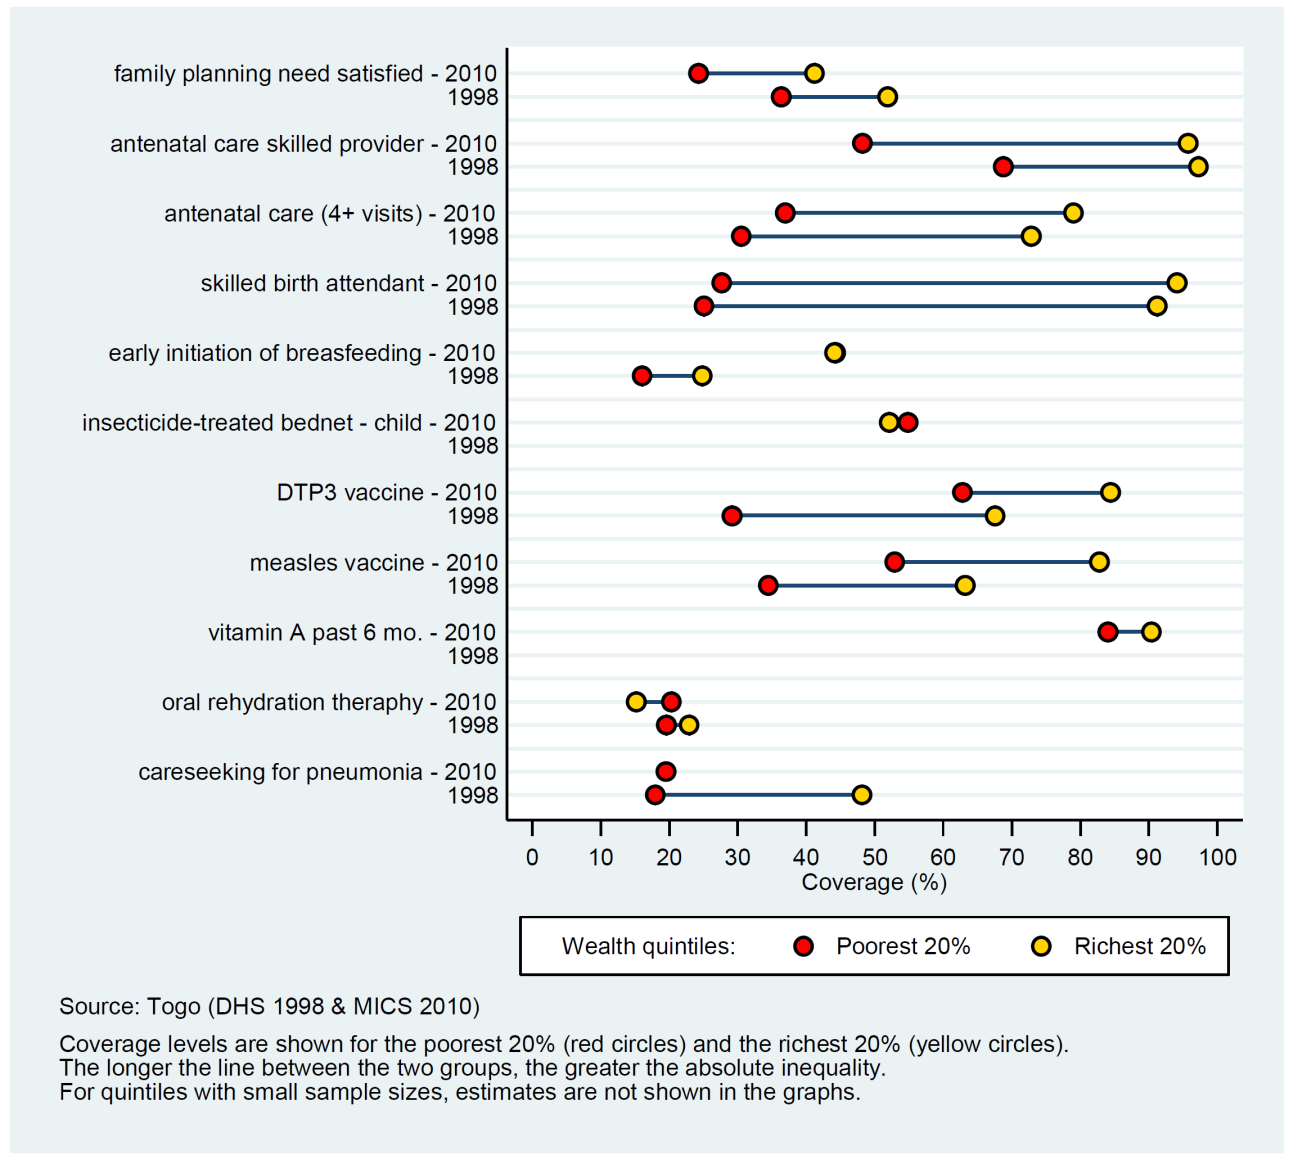 family planning need satisfied - 2010
1998
antenatal care skilled provider - 2010
1998
antenatal care (4+ visits) - 2010
1998
skilled birth attendant - 2010
1998
early initiation of breasfeeding - 2010
1998
insecticide-treated bednet - child - 2010
1998
DTP3 vaccine - 2010
1998
measles vaccine - 2010
1998
vitamin A past 6 mo. - 2010
1998
oral rehydration theraphy - 2010
1998
careseeking for pneumonia - 2010
1998
0 10 20 30 40 50 60 70 80 90 100
Coverage (%)
Wealth quintiles: Poorest 20% Richest 20%
Source: Togo (DHS 1998 & MICS 2010)
Coverage levels are shown for the poorest 20% (red circles) and the richest 20% (yellow circles).
The longer the line between the two groups, the greater the absolute inequality.
For quintiles with small sample sizes, estimates are not shown in the graphs.